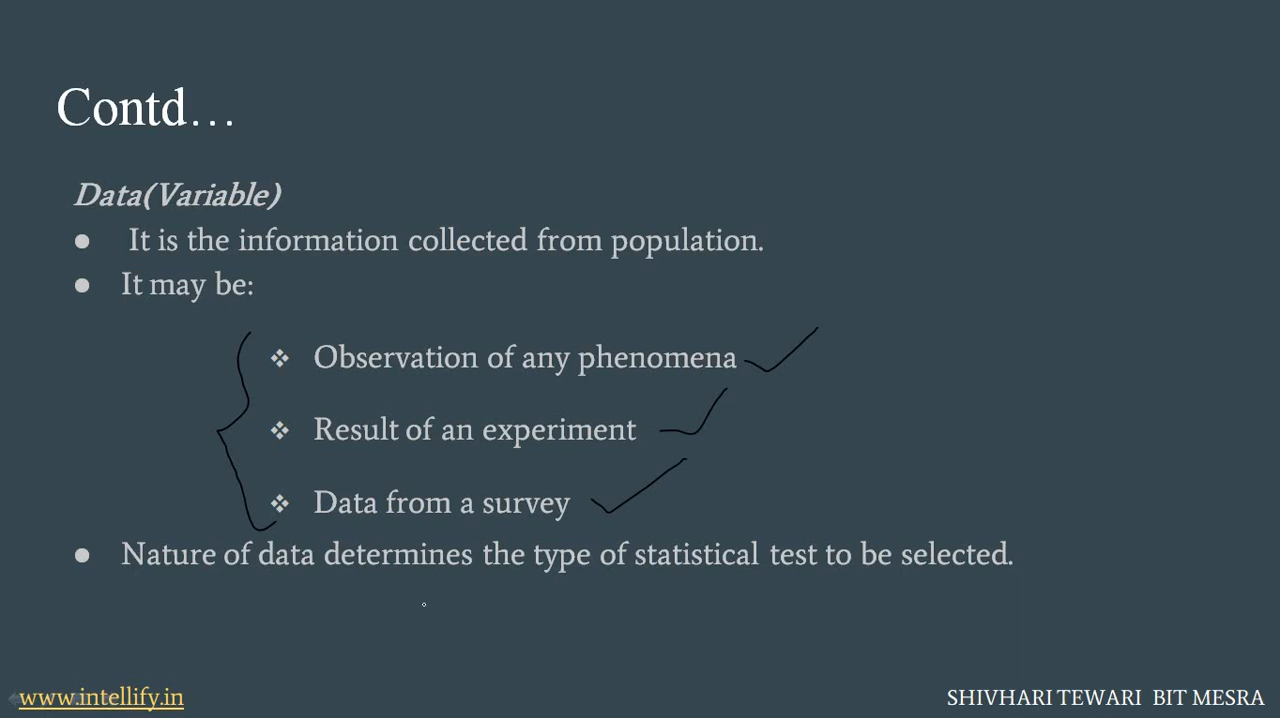 Contd...
Data(Variable)
● It is the information collected from population.
● It may be:
❖ Observation of any phenomena
❖ Result of an experiment
❖ Data from a survey
● Nature of data determines the type of statistical test to be selected.
www.intellify.in
SHIVHARI TEWARI BIT MESRA